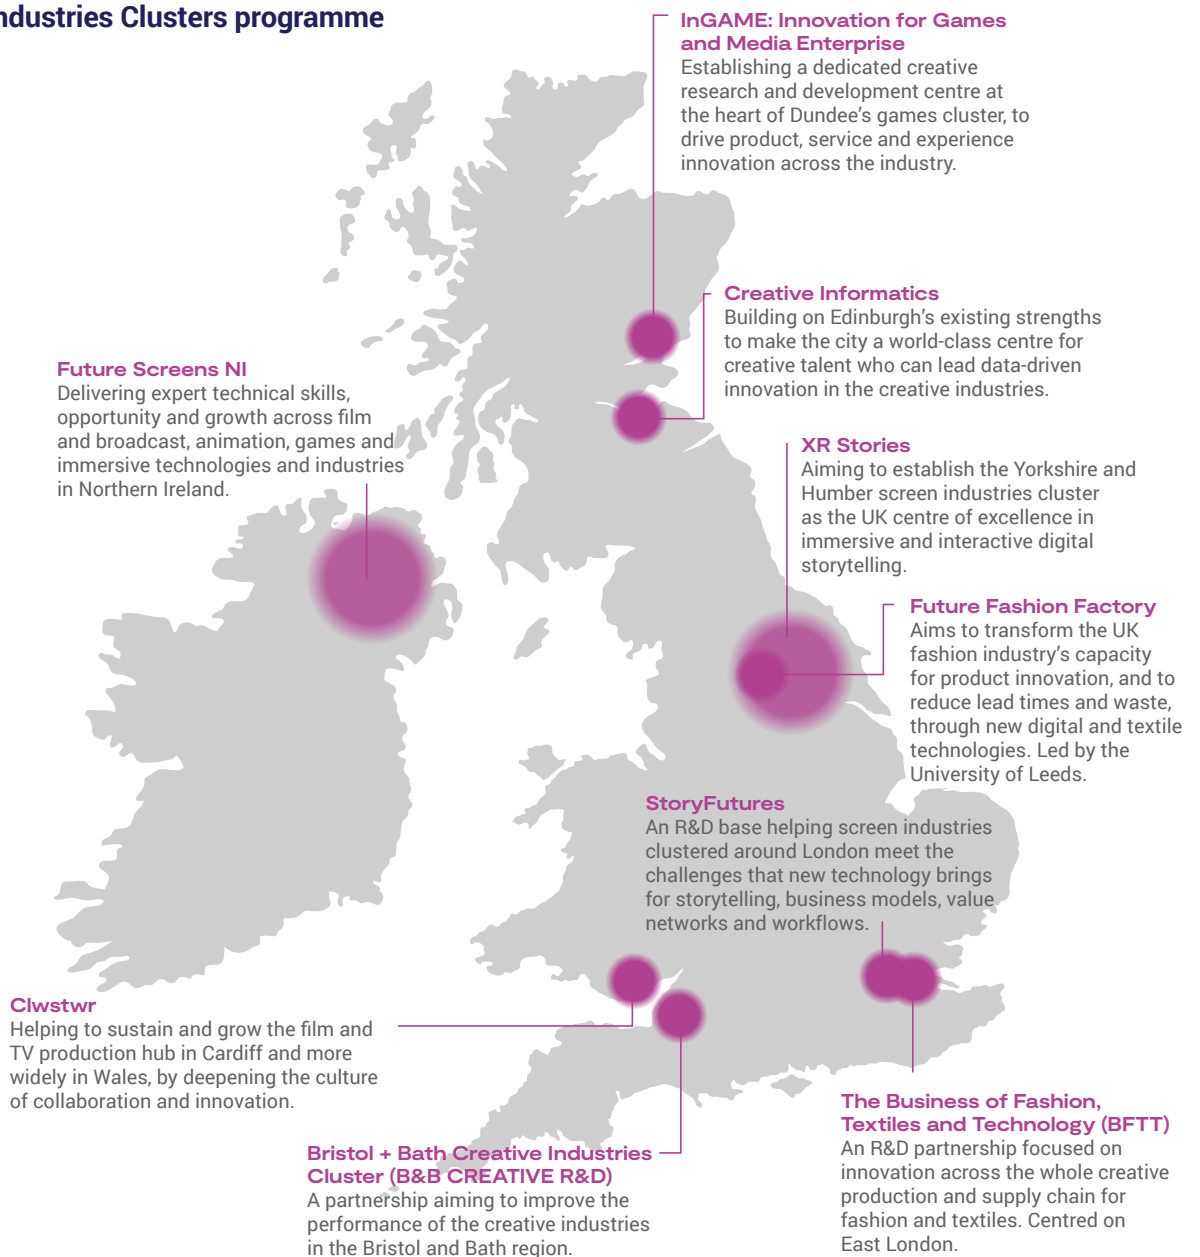 ndustries Clusters programme
InGAME: Innovation for Games
and Media Enterprise
Establishing a dedicated creative
research and development centre at
the heart of Dundee's games cluster, to
drive product, service and experience
innovation across the industry.
Creative Informatics
Building on Edinburgh's existing strengths
to make the city a world-class centre for
creative talent who can lead data-driven
innovation in the creative industries.
Future Screens NI
Delivering expert technical skills,
opportunity and growth across film
and broadcast, animation, games and
immersive technologies and industries
in Northern Ireland.
XR Stories
Aiming to establish the Yorkshire and
Humber screen industries cluster
as the UK centre of excellence in
immersive and interactive digital
storytelling.
Future Fashion Factory
Aims to transform the UK
fashion industry's capacity
for product innovation, and to
reduce lead times and waste,
through new digital and textile
technologies. Led by the
University of Leeds.
StoryFutures
An R&D base helping screen industries
clustered around London meet the
challenges that new technology brings
for storytelling, business models, value
networks and workflows.
Clwstwr
Helping to sustain and grow the film and
TV production hub in Cardiff and more
widely in Wales, by deepening the culture
of collaboration and innovation.
Bristol + Bath Creative Industries
Cluster (B&B CREATIVE R&D)
A partnership aiming to improve the
performance of the creative industries
in the Bristol and Bath region.
The Business of Fashion,
Textiles and Technology (BFTT)
An R&D partnership focused on
innovation across the whole creative
production and supply chain for
fashion and textiles. Centred on
East London.